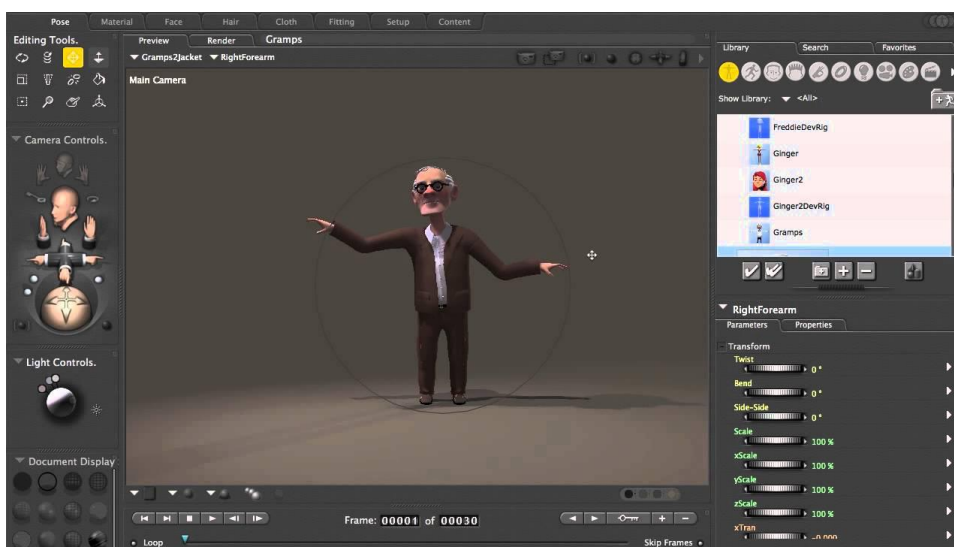 Pose Material Face Hair Cloth Fitting Setup Content
Editing Tools.
Preview Render Gramps
Gramps2Jacket RightForearm
Main Camera
Camera Controls.
Light Controls.
Document Display
Frame: 00001 of 00030
Loop
Skip Frames
Library Search Favorites
Show Library: <All>
FreddieDevRig
Ginger
Ginger2
Ginger2DevRig
Gramps
RightForearm
Parameters Properties
Transform
Twist
0 °
Bend
0 °
Side-Side
0 °
Scale
100 %
xScale
100 %
yScale
100 %
zScale
100 %
xTran
-0.000